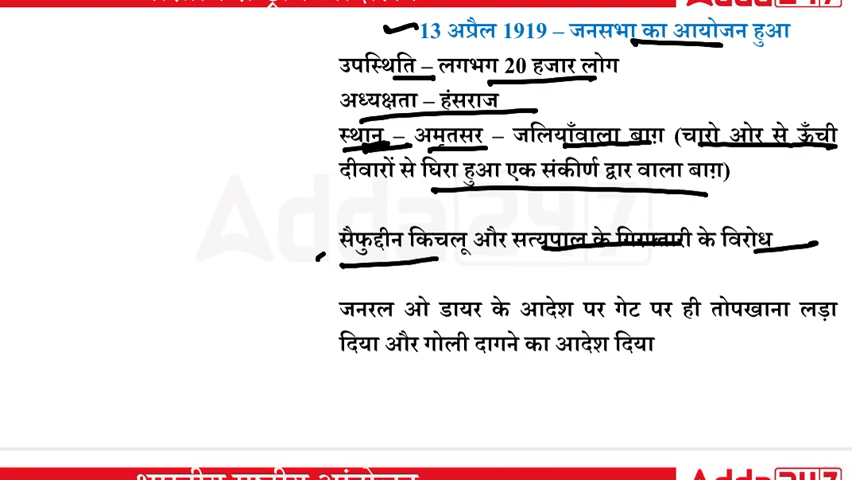 13 अप्रैल 1919 – जनसभा का आयोजन हुआ
उपस्थिति – लगभग 20 हजार लोग
अध्यक्षता – हंसराज
स्थान – अमृतसर – जलियाँवाला बाग़ (चारो ओर से ऊँची
दीवारों से घिरा हुआ एक संकीर्ण द्वार वाला बाग़)
Adda247
सैफुद्दीन किचलू और सत्यपाल के गिरफ्तारी के विरोध
जनरल ओ डायर के आदेश पर गेट पर ही तोपखाना लड़ा
दिया और गोली दागने का आदेश दिया